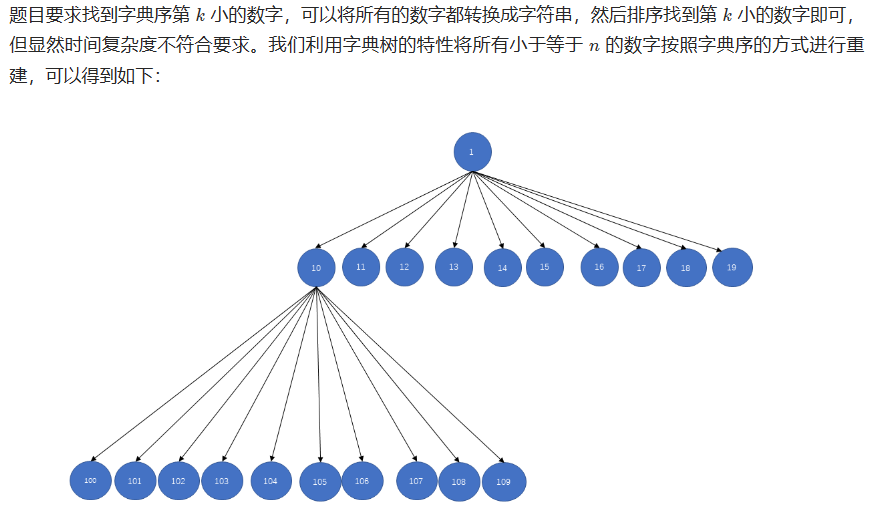 题目要求找到字典序第 k 小的数字，可以将所有的数字都转换成字符串，然后排序找到第 k 小的数字即可，
但显然时间复杂度不符合要求。我们利用字典树的特性将所有小于等于 n 的数字按照字典序的方式进行重
建，可以得到如下：
1
10 11 12 13 14 15 16 17 18 19
100 101 102 103 104 105 106 107 108 109